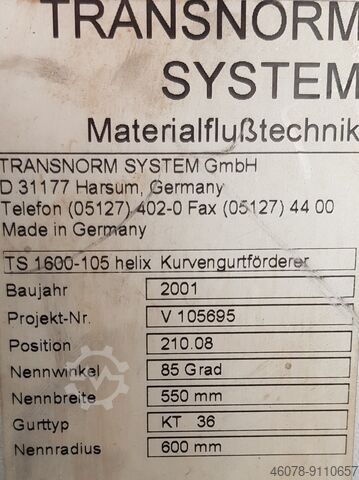 TRANSNORM
SYSTEM
Materialflußtechnik
TRANSNORM SYSTEM GmbH
D 31177 Harsum, Germany
Telefon (05127) 402-0 Fax (05127) 44 00
Made in Germany
TS 1600-105 helix Kurvengurtförderer
Baujahr 2001
Projekt-Nr. V 105695
Position 210.08
Nennwinkel 85 Grad
Nennbreite 550 mm
Gurttyp KT 36
Nennradius 600 mm
46078-9110657